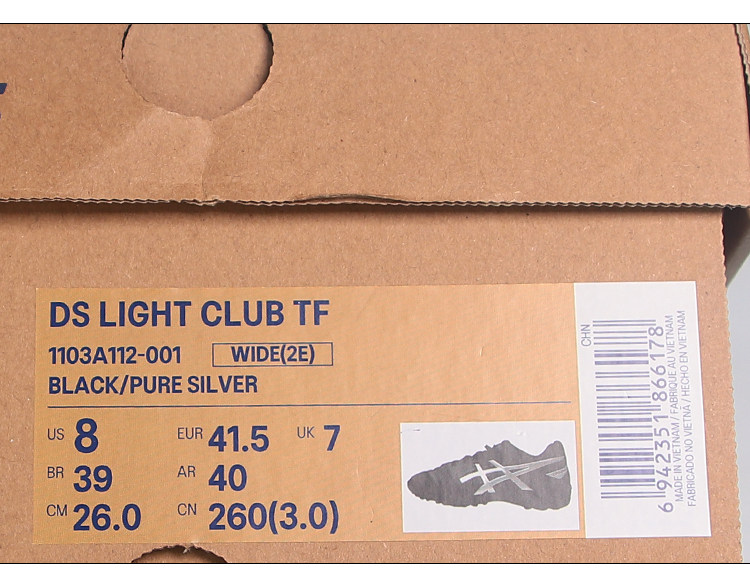 DS LIGHT CLUB TF
1103A112-001 WIDE(2E)
BLACK/PURE SILVER
US 8 EUR 41.5 UK 7
BR 39 AR 40
CM 26.0 CN 260(3.0)
CHN
6 942351 866178
MADE IN VIETNAM / FABRIQUE AU VIETNAM
FABRICADO NO VIETNÃ / HECHO EN VIETNAM